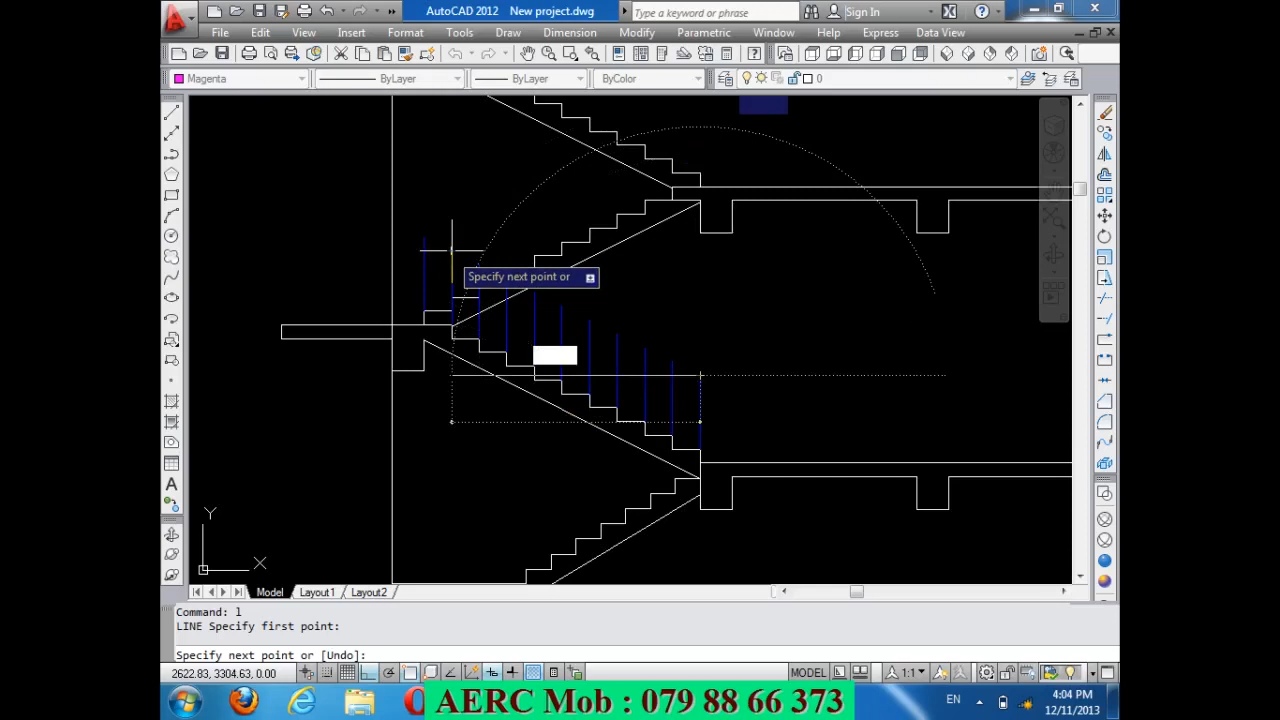 AutoCAD 2012 New project.dwg
Type a keyword or phrase
Sign In
File Edit View Insert Format Tools Draw Dimension Modify Parametric Window Help Express Data View
Magenta ByLayer ByLayer ByColor 0
Specify next point or
Y
X
Model Layout1 Layout2
Command: l
LINE Specify first point:
Specify next point or [Undo]:
2622.83, 3304.63, 0.00
MODEL 1:1
EN 4:04 PM
12/11/2013
AERC Mob : 079 88 66 373